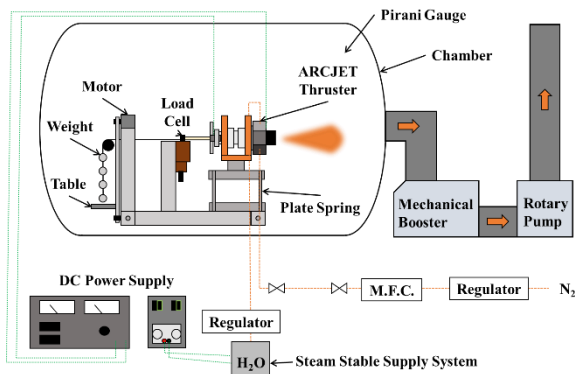 Pirani Gauge
Chamber
ARCJET
Thruster
Motor
Load
Cell
Weight
Table
Plate Spring
Mechanical
Booster
Rotary
Pump
DC Power Supply
M.F.C.
Regulator
N₂
Regulator
H₂O
Steam Stable Supply System